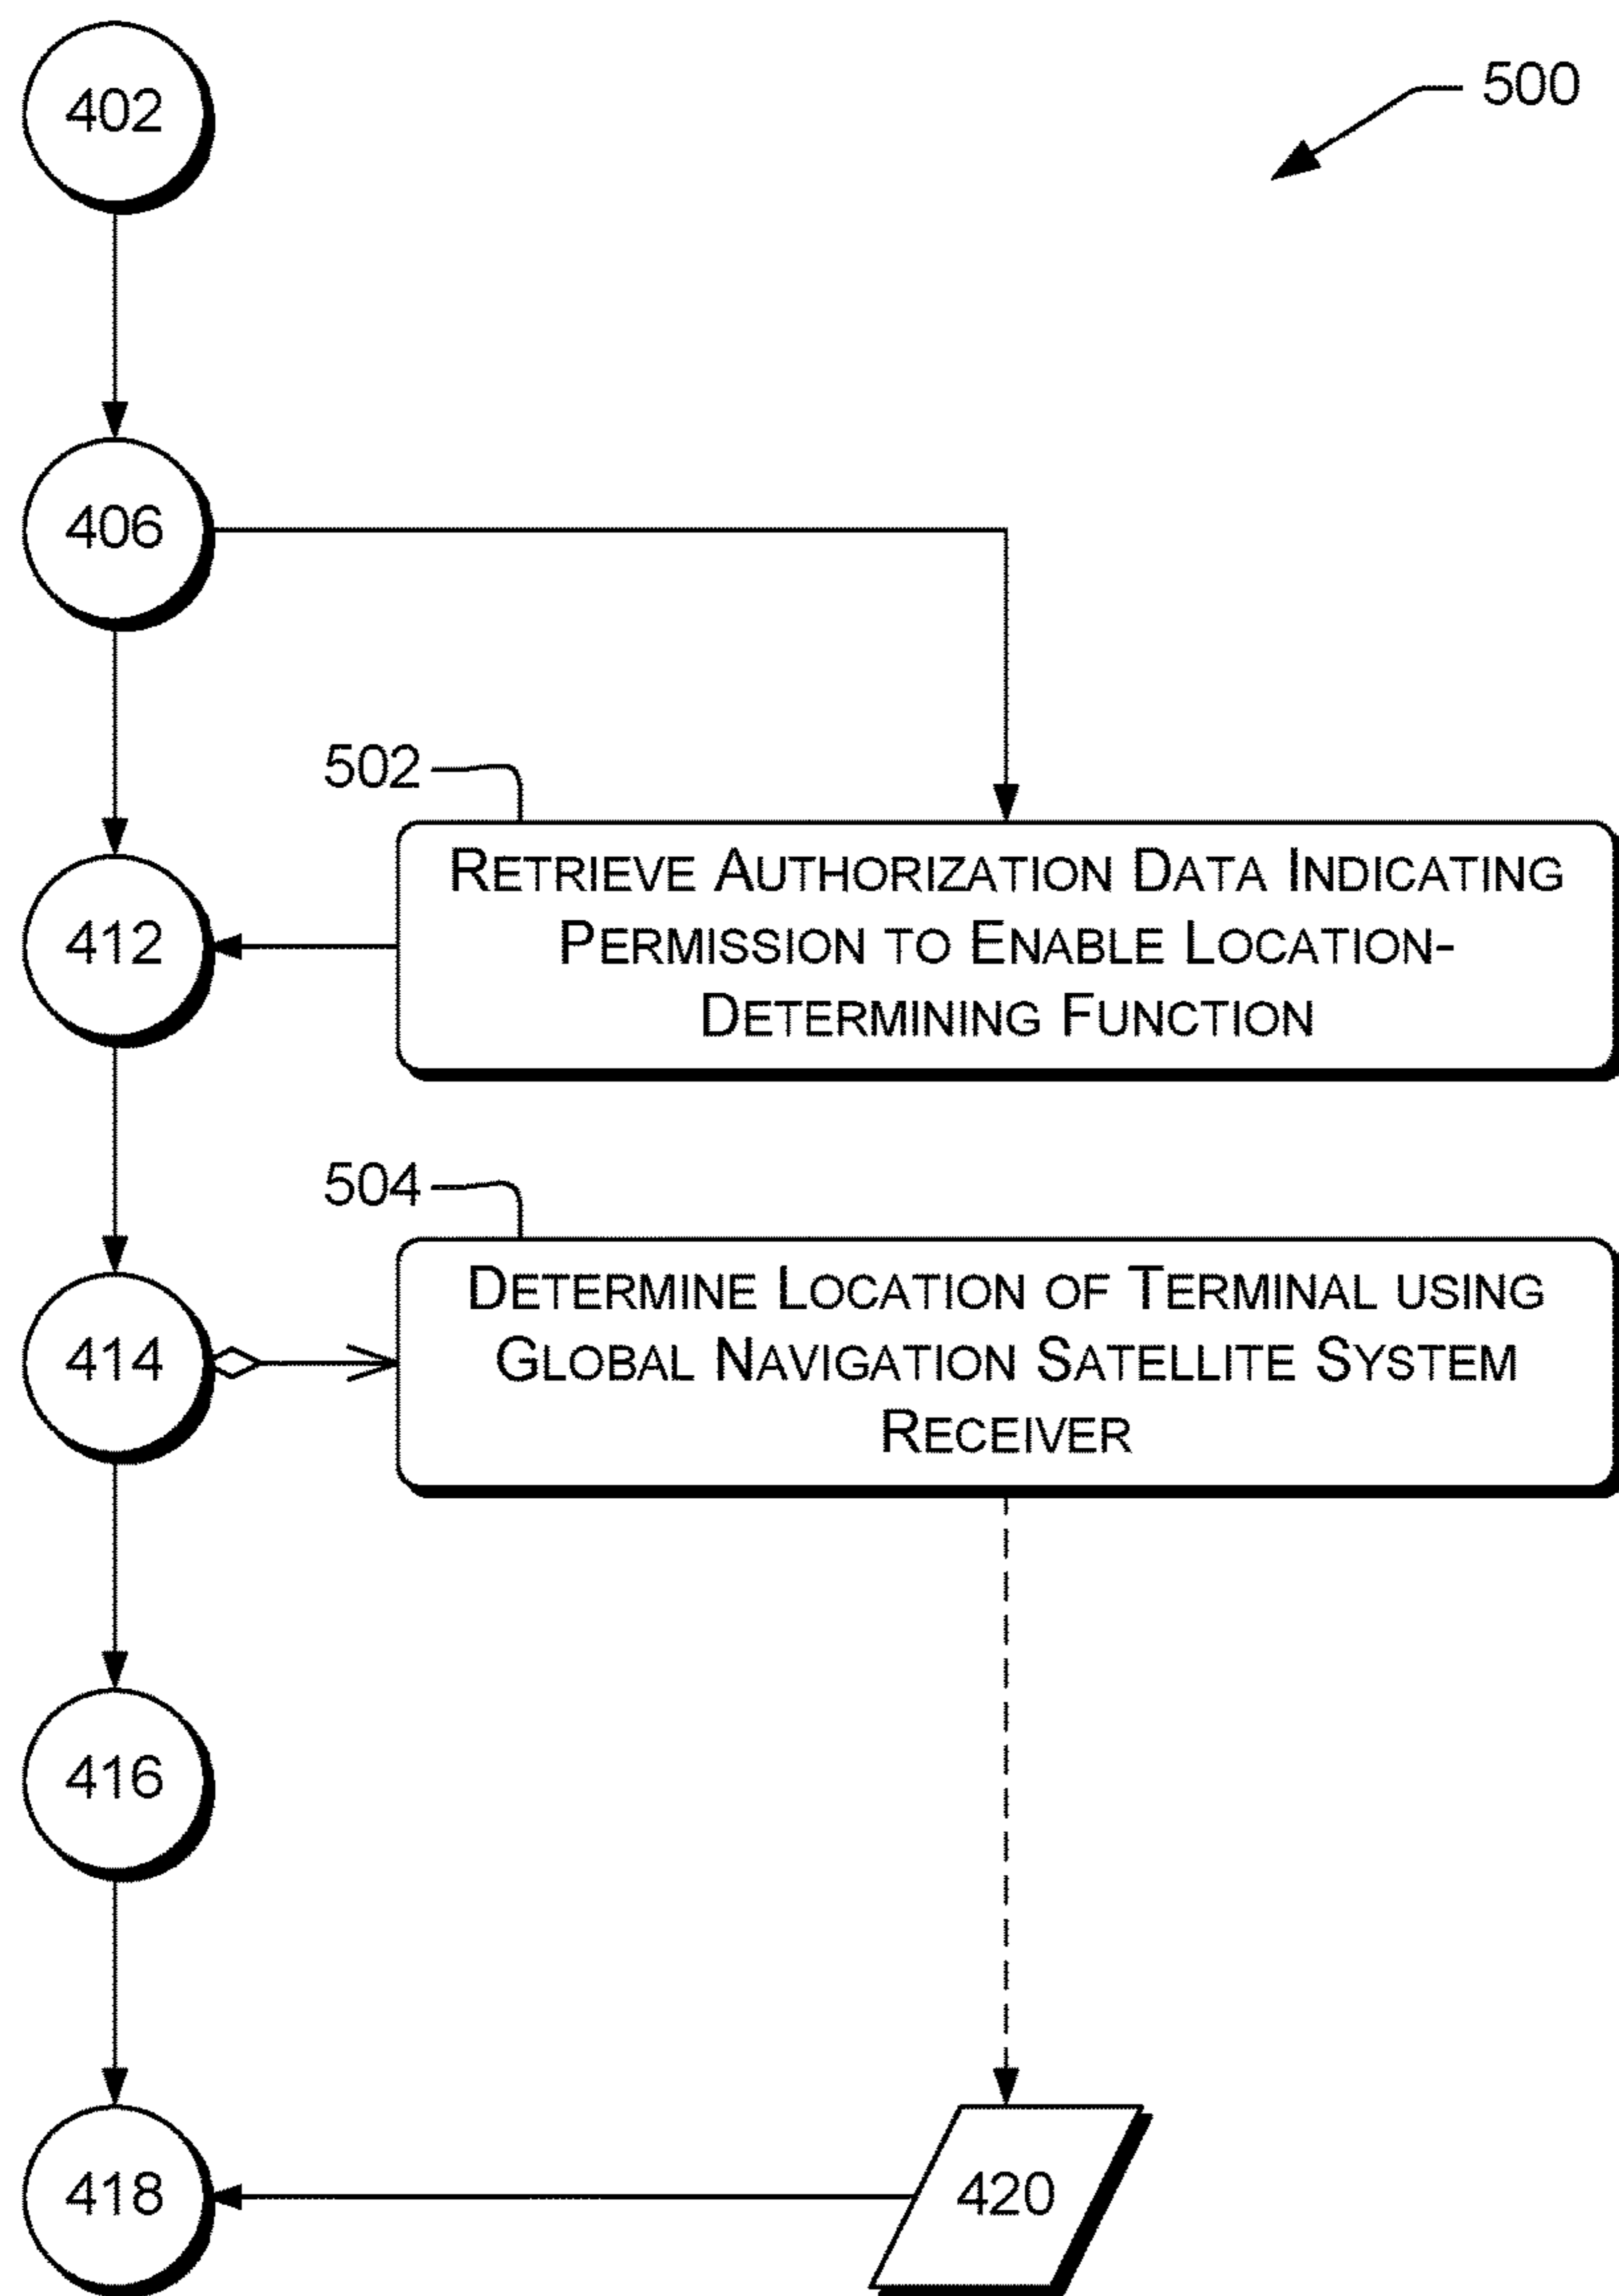 402
500
406
502
RETRIEVE AUTHORIZATION DATA INDICATING
PERMISSION TO ENABLE LOCATION-
DETERMINING FUNCTION
412
504
DETERMINE LOCATION OF TERMINAL USING
GLOBAL NAVIGATION SATELLITE SYSTEM
RECEIVER
414
416
418
420